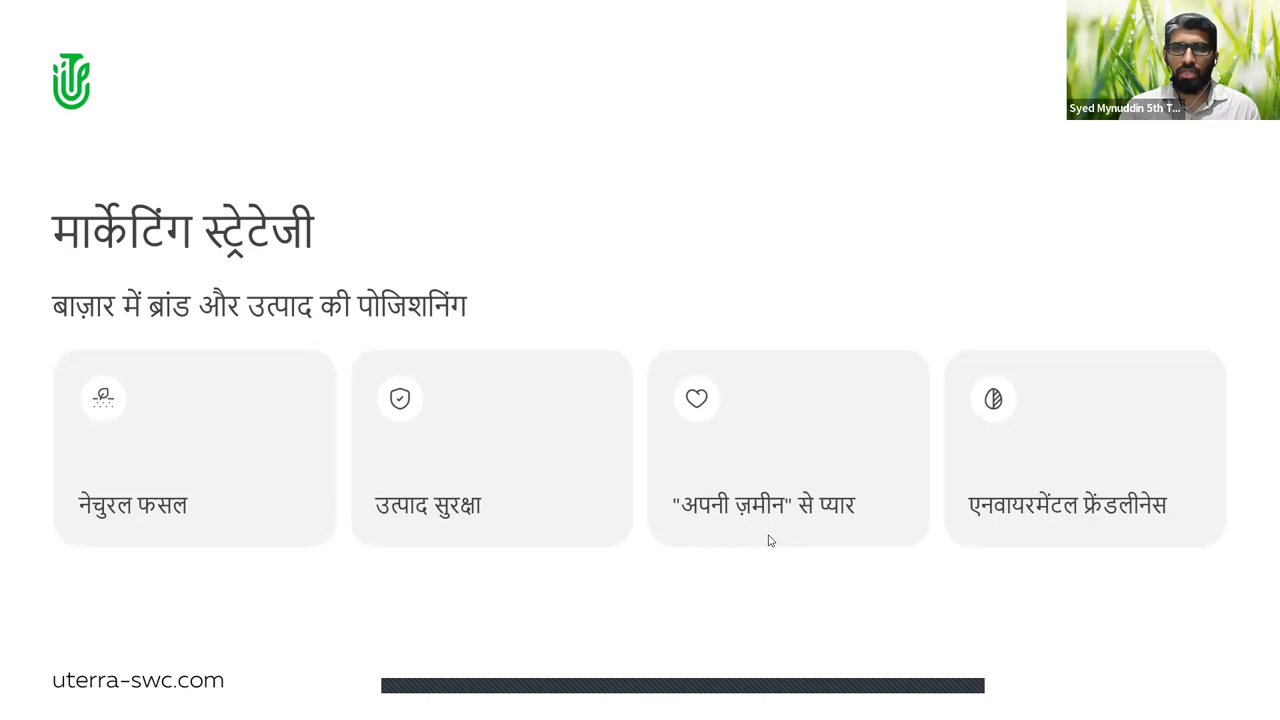 Syed Mynuddin 5th T...
मार्केटिंग स्ट्रेटेजी
बाज़ार में ब्रांड और उत्पाद की पोजिशनिंग
नेचुरल फसल
उत्पाद सुरक्षा
"अपनी ज़मीन" से प्यार
एनवायरमेंटल फ्रेंडलीनेस
uterra-swc.com